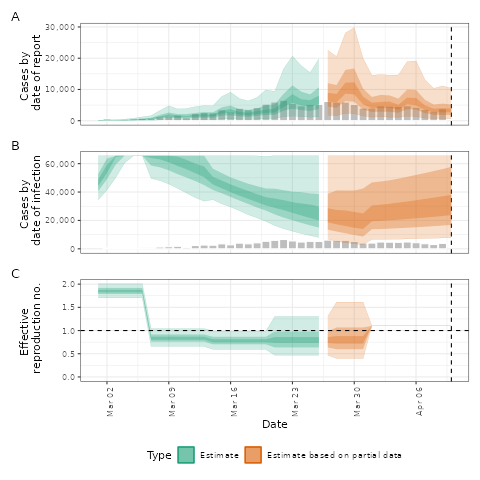 A
Cases by
date of report
30,000
20,000
10,000
0
B
Cases by
date of infection
60,000
40,000
20,000
0
C
Effective
reproduction no.
2.0
1.5
1.0
0.5
0.0
Mar 02
Mar 09
Mar 16
Mar 23
Mar 30
Apr 06
Date
Type
Estimate
Estimate based on partial data